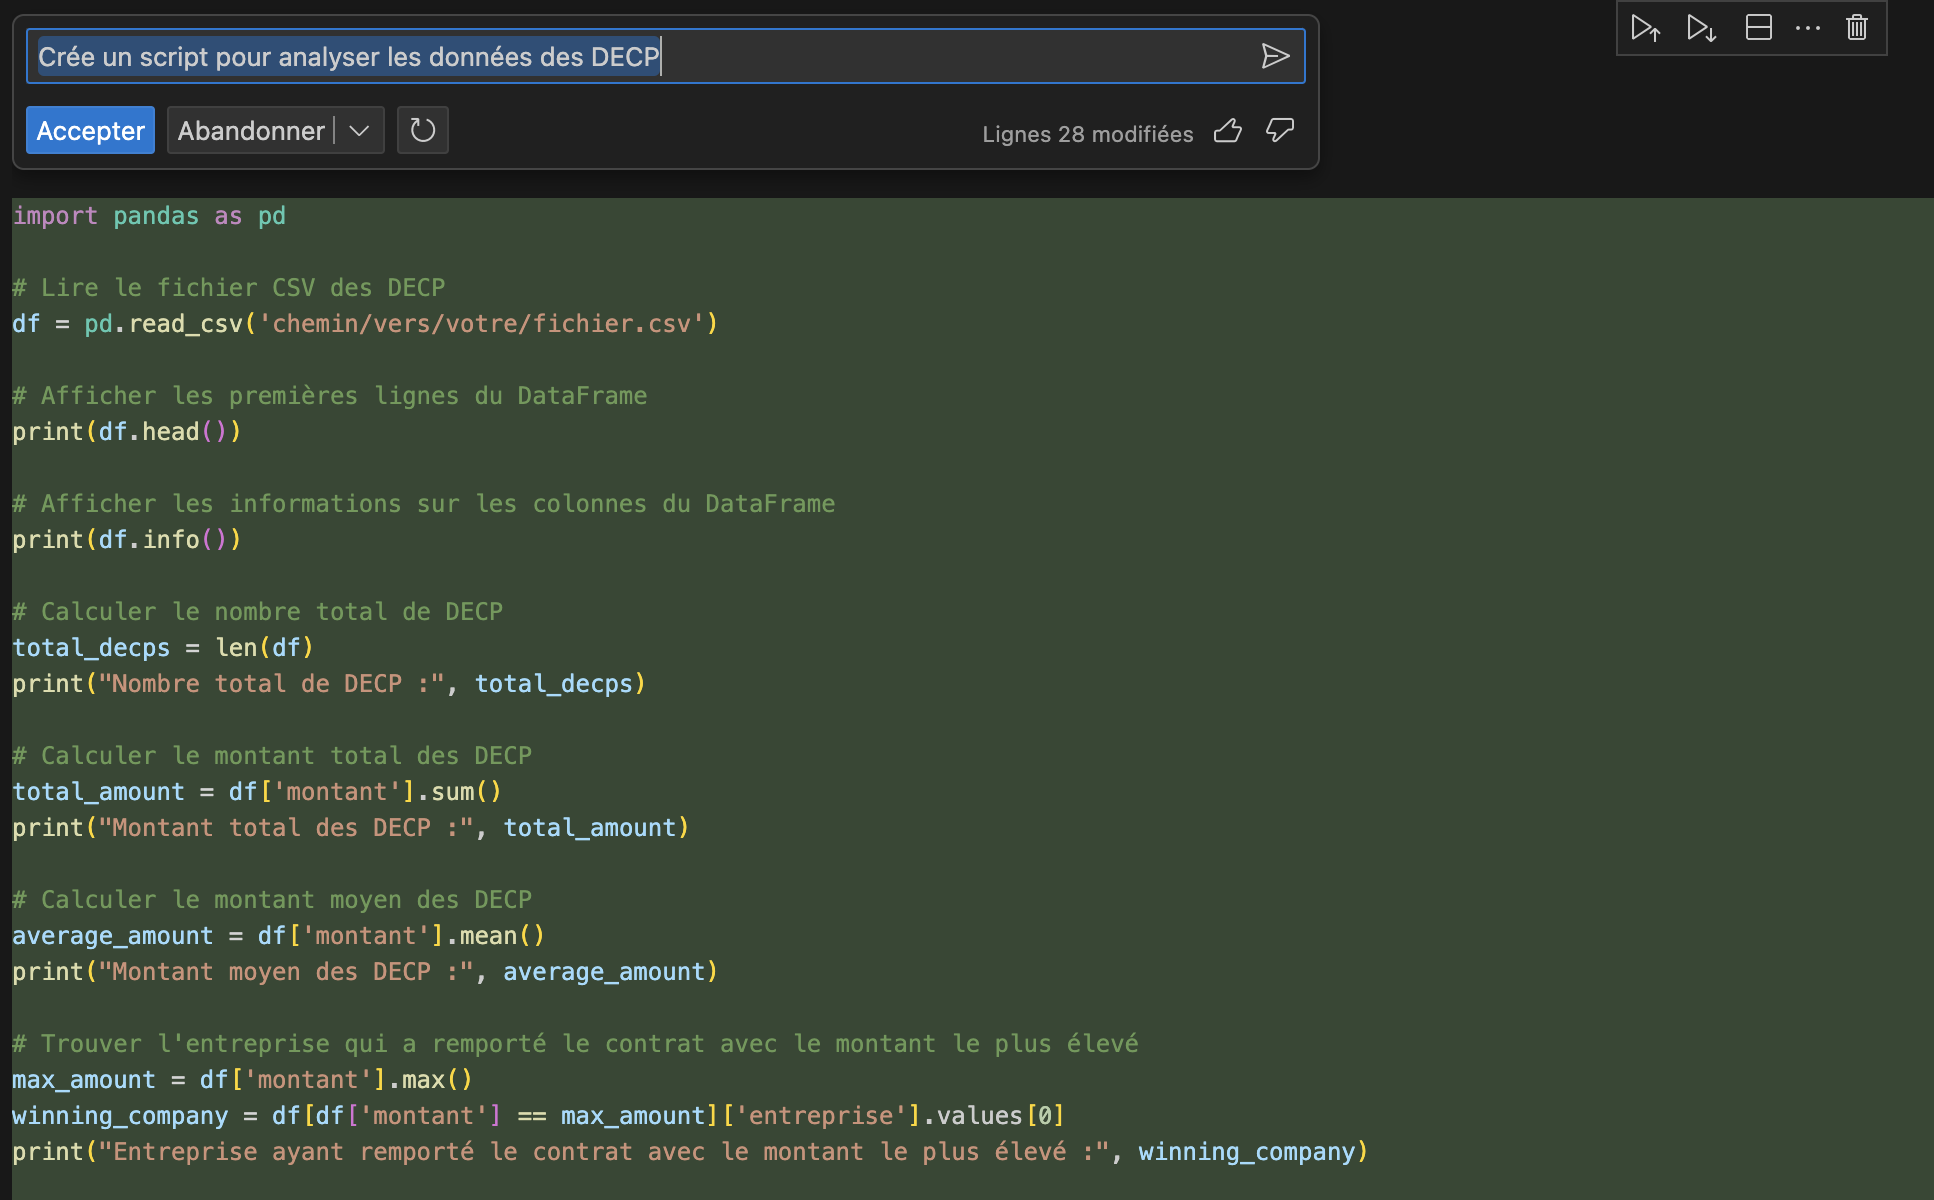 Crée un script pour analyser les données des DECP
Accepter
Abandonner
Lignes 28 modifiées
import pandas as pd
# Lire le fichier CSV des DECP
df = pd.read_csv('chemin/vers/votre/fichier.csv')
# Afficher les premières lignes du DataFrame
print(df.head())
# Afficher les informations sur les colonnes du DataFrame
print(df.info())
# Calculer le nombre total de DECP
total_decps = len(df)
print("Nombre total de DECP :", total_decps)
# Calculer le montant total des DECP
total_amount = df['montant'].sum()
print("Montant total des DECP :", total_amount)
# Calculer le montant moyen des DECP
average_amount = df['montant'].mean()
print("Montant moyen des DECP :", average_amount)
# Trouver l'entreprise qui a remporté le contrat avec le montant le plus élevé
max_amount = df['montant'].max()
winning_company = df[df['montant'] == max_amount]['entreprise'].values[0]
print("Entreprise ayant remporté le contrat avec le montant le plus élevé :", winning_company)